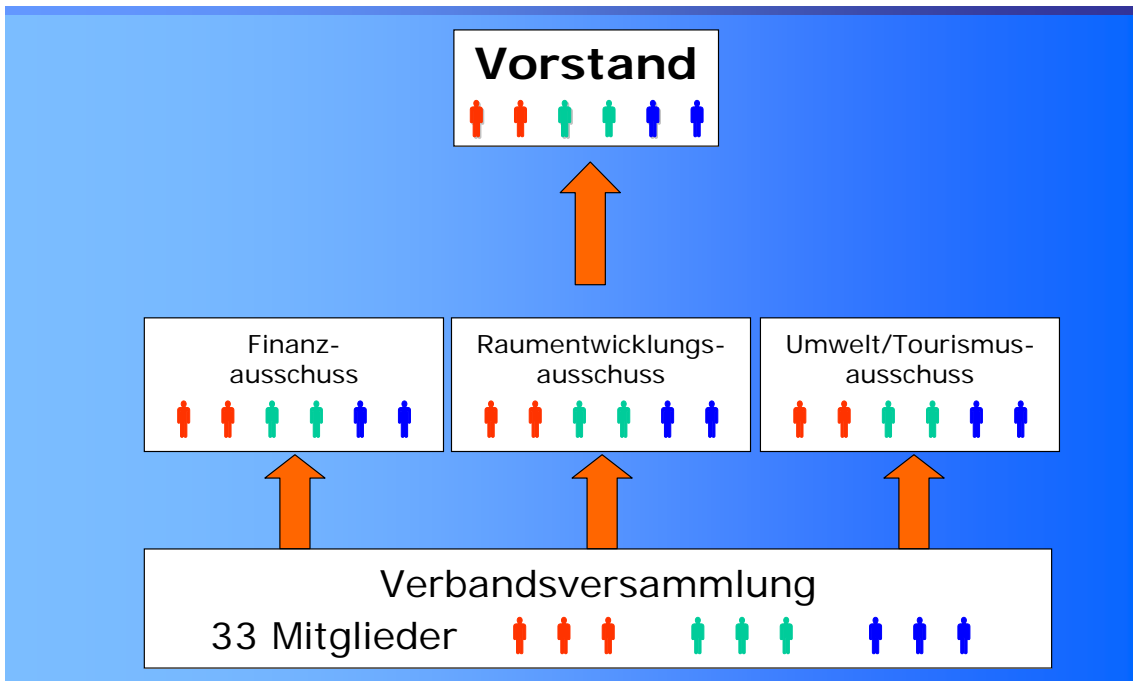 Vorstand
Finanz-
ausschuss
Raumentwicklungs-
ausschuss
Umwelt/Tourismus-
ausschuss
Verbandsversammlung
33 Mitglieder